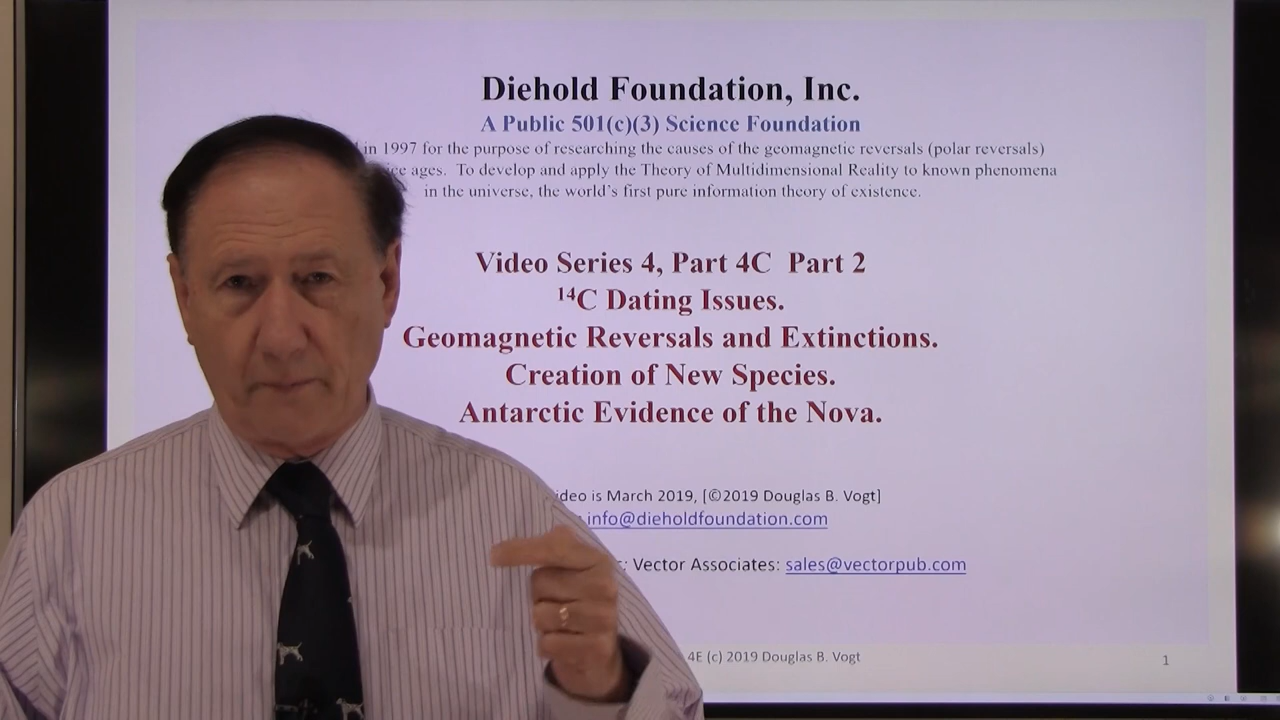 Diehold Foundation, Inc.
A Public 501(c)(3) Science Foundation
in 1997 for the purpose of researching the causes of the geomagnetic reversals (polar reversals)
ages. To develop and apply the Theory of Multidimensional Reality to known phenomena
in the universe, the world's first pure information theory of existence.
Video Series 4, Part 4C Part 2
¹⁴C Dating Issues.
Geomagnetic Reversals and Extinctions.
Creation of New Species.
Antarctic Evidence of the Nova.
is March 2019, [©2019 Douglas B. Vogt]
info@dieholdfoundation.com
Vector Associates: sales@vectorpub.com
4E (c) 2019 Douglas B. Vogt
1